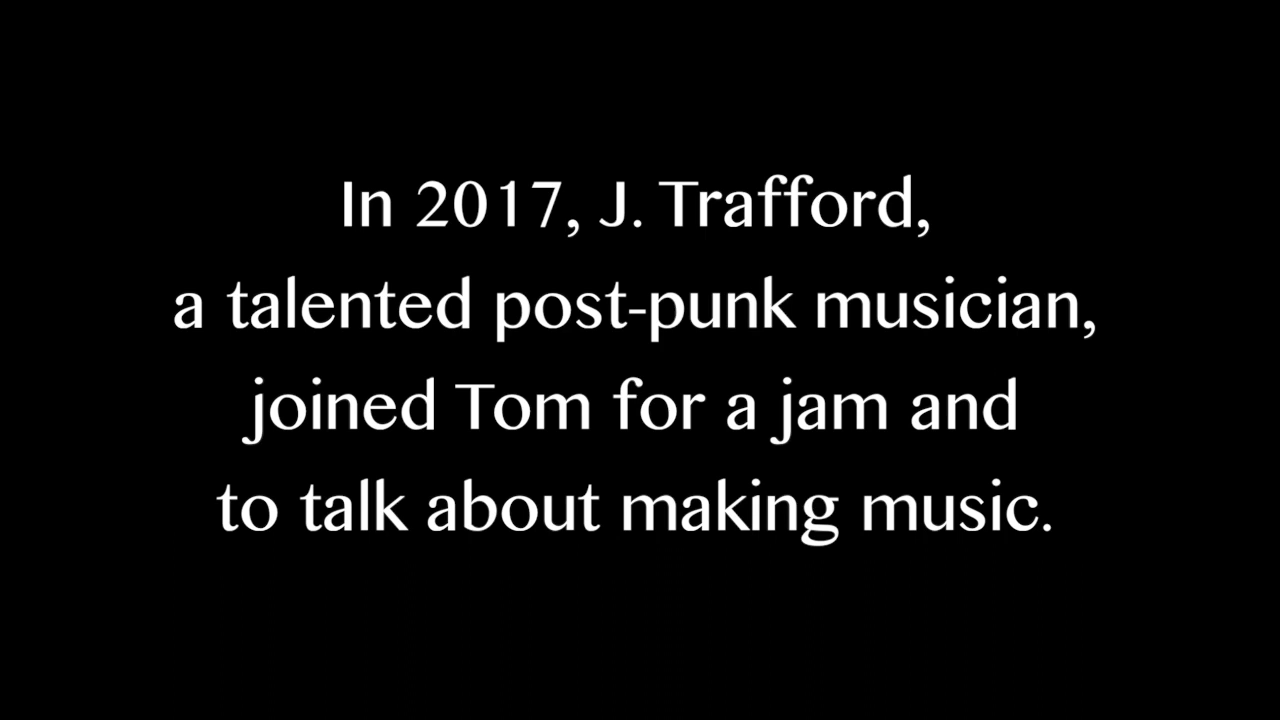 In 2017, J. Trafford,
a talented post-punk musician,
joined Tom for a jam and
to talk about making music.